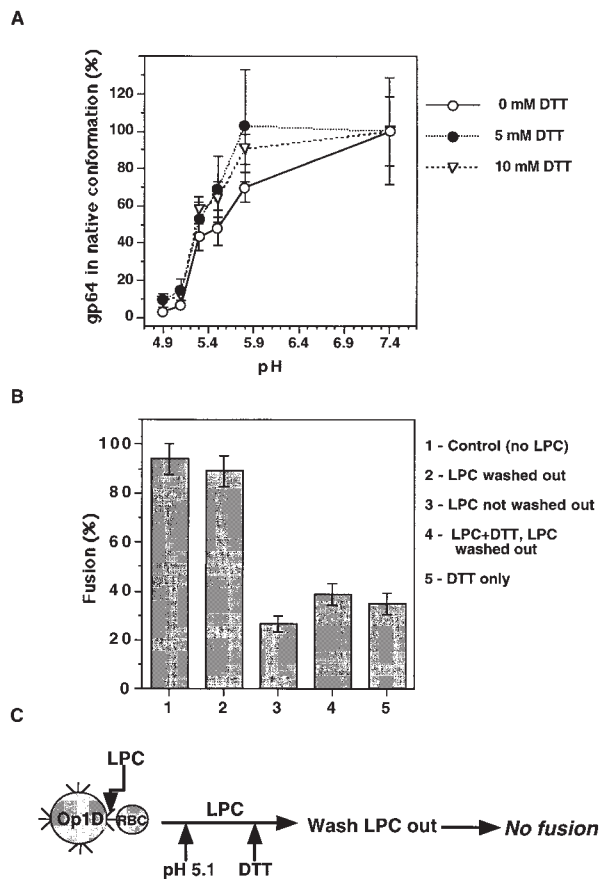 A
gp64 in native conformation (%)
120
100
80
60
40
20
0
4.9 5.4 5.9 6.4 6.9 7.4
pH
0 mM DTT
5 mM DTT
10 mM DTT
B
Fusion (%)
100
80
60
40
20
0
1 2 3 4 5
1 - Control (no LPC)
2 - LPC washed out
3 - LPC not washed out
4 - LPC+DTT, LPC
washed out
5 - DTT only
C
LPC
Op1D
RBC
LPC
pH 5.1
DTT
Wash LPC out
No fusion